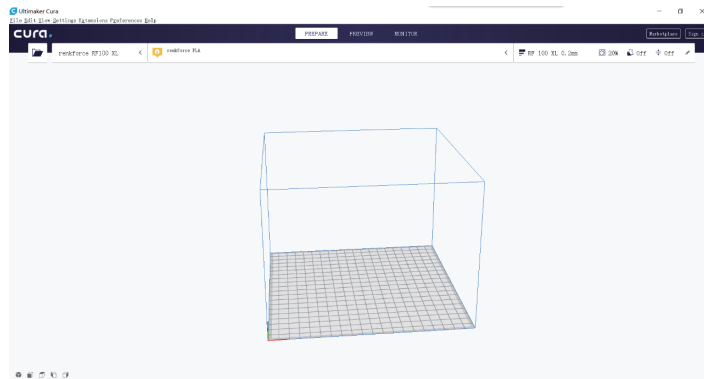 Ultimaker Cura
File Edit View Settings Extensions Preferences Help
cura.
PREPARE PREVIEW MONITOR
Marketplace Sign i
renkforce RF100 XL
renkforce PLA
RF 100 XL 0.2mm 20% Off Off